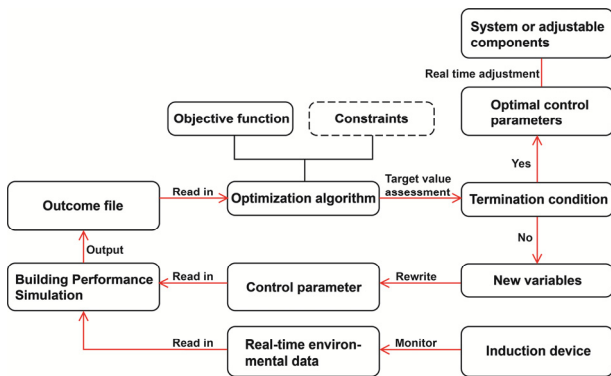 System or adjustable
components
Real time adjustment
Optimal control
parameters
Objective function
Constraints
Yes
Outcome file
Read in
Optimization algorithm
Target value
assessment
Termination condition
Output
No
Building Performance
Simulation
Read in
Control parameter
Rewrite
New variables
Read in
Real-time environ-
mental data
Monitor
Induction device